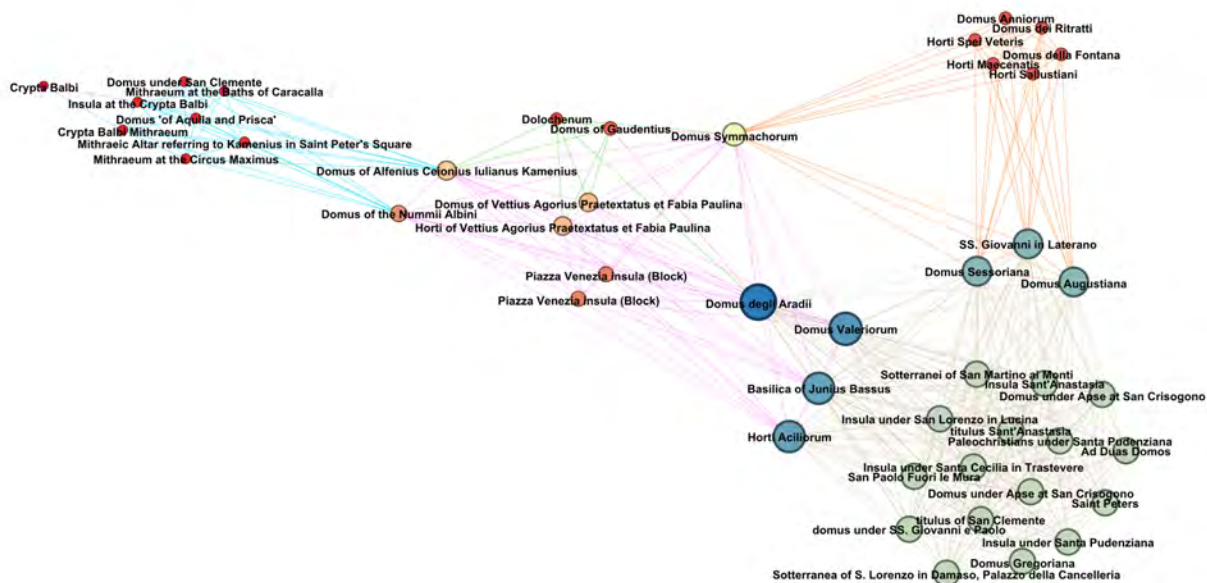 Domus Anniorum
Domus dei Ritratti
Horti Spei Veteris
Domus della Fontana
Horti Maecenatis
Horti Sallustiani
Domus under San Clemente
Crypta Balbi
Mithraeum at the Baths of Caracalla
Insula at the Crypta Balbi
Domus 'of Aquila and Prisca'
Crypta Balbi Mithraeum
Mithraeic Altar referring to Kamenius in Saint Peter's Square
Mithraeum at the Circus Maximus
Dolochenum
Domus of Gaudentius
Domus Symmachorum
Domus of Alfenius Ceionius Iulianus Kamenius
Domus of Vettius Agorius Praetextatus et Fabia Paulina
Domus of the Nummii Albini
Horti of Vettius Agorius Praetextatus et Fabia Paulina
SS. Giovanni in Laterano
Piazza Venezia Insula (Block)
Domus Sessoriana
Domus Augustiana
Piazza Venezia Insula (Block)
Domus degli Aradii
Domus Valeriorum
Sotterranei of San Martino ai Monti
Insula Sant'Anastasia
Basilica of Junius Bassus
Domus under Apse at San Crisogono
Insula under San Lorenzo in Lucina
titulus Sant'Anastasia
Horti Aciliorum
Paleochristians under Santa Pudenziana
Ad Duas Domos
Insula under Santa Cecilia in Trastevere
San Paolo Fuori le Mura
Domus under Apse at San Crisogono
Saint Peters
titulus of San Clemente
domus under SS. Giovanni e Paolo
Insula under Santa Pudenziana
Domus Gregoriana
Sotterranea of S. Lorenzo in Damaso, Palazzo della Cancelleria